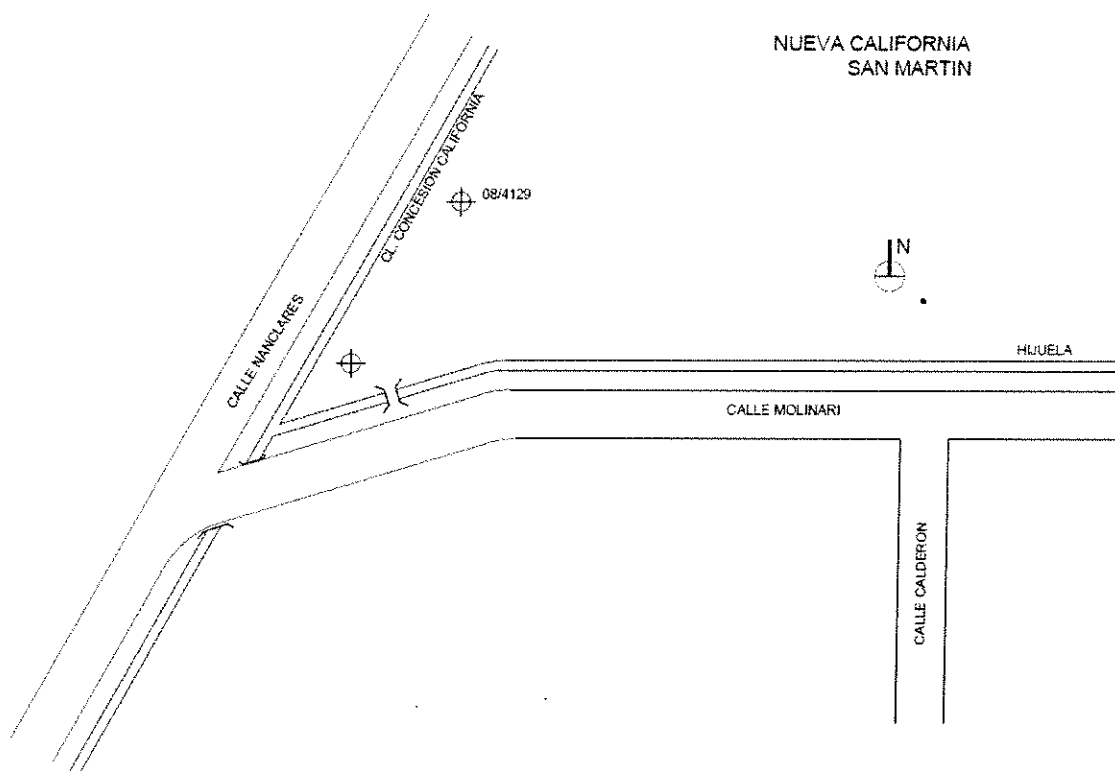 NUEVA CALIFORNIA
SAN MARTIN
CL. CONCESION CALIFORNIA
08/4129
N
CALLE NANCLARES
HIJUELA
CALLE MOLINARI
CALLE CALDERON